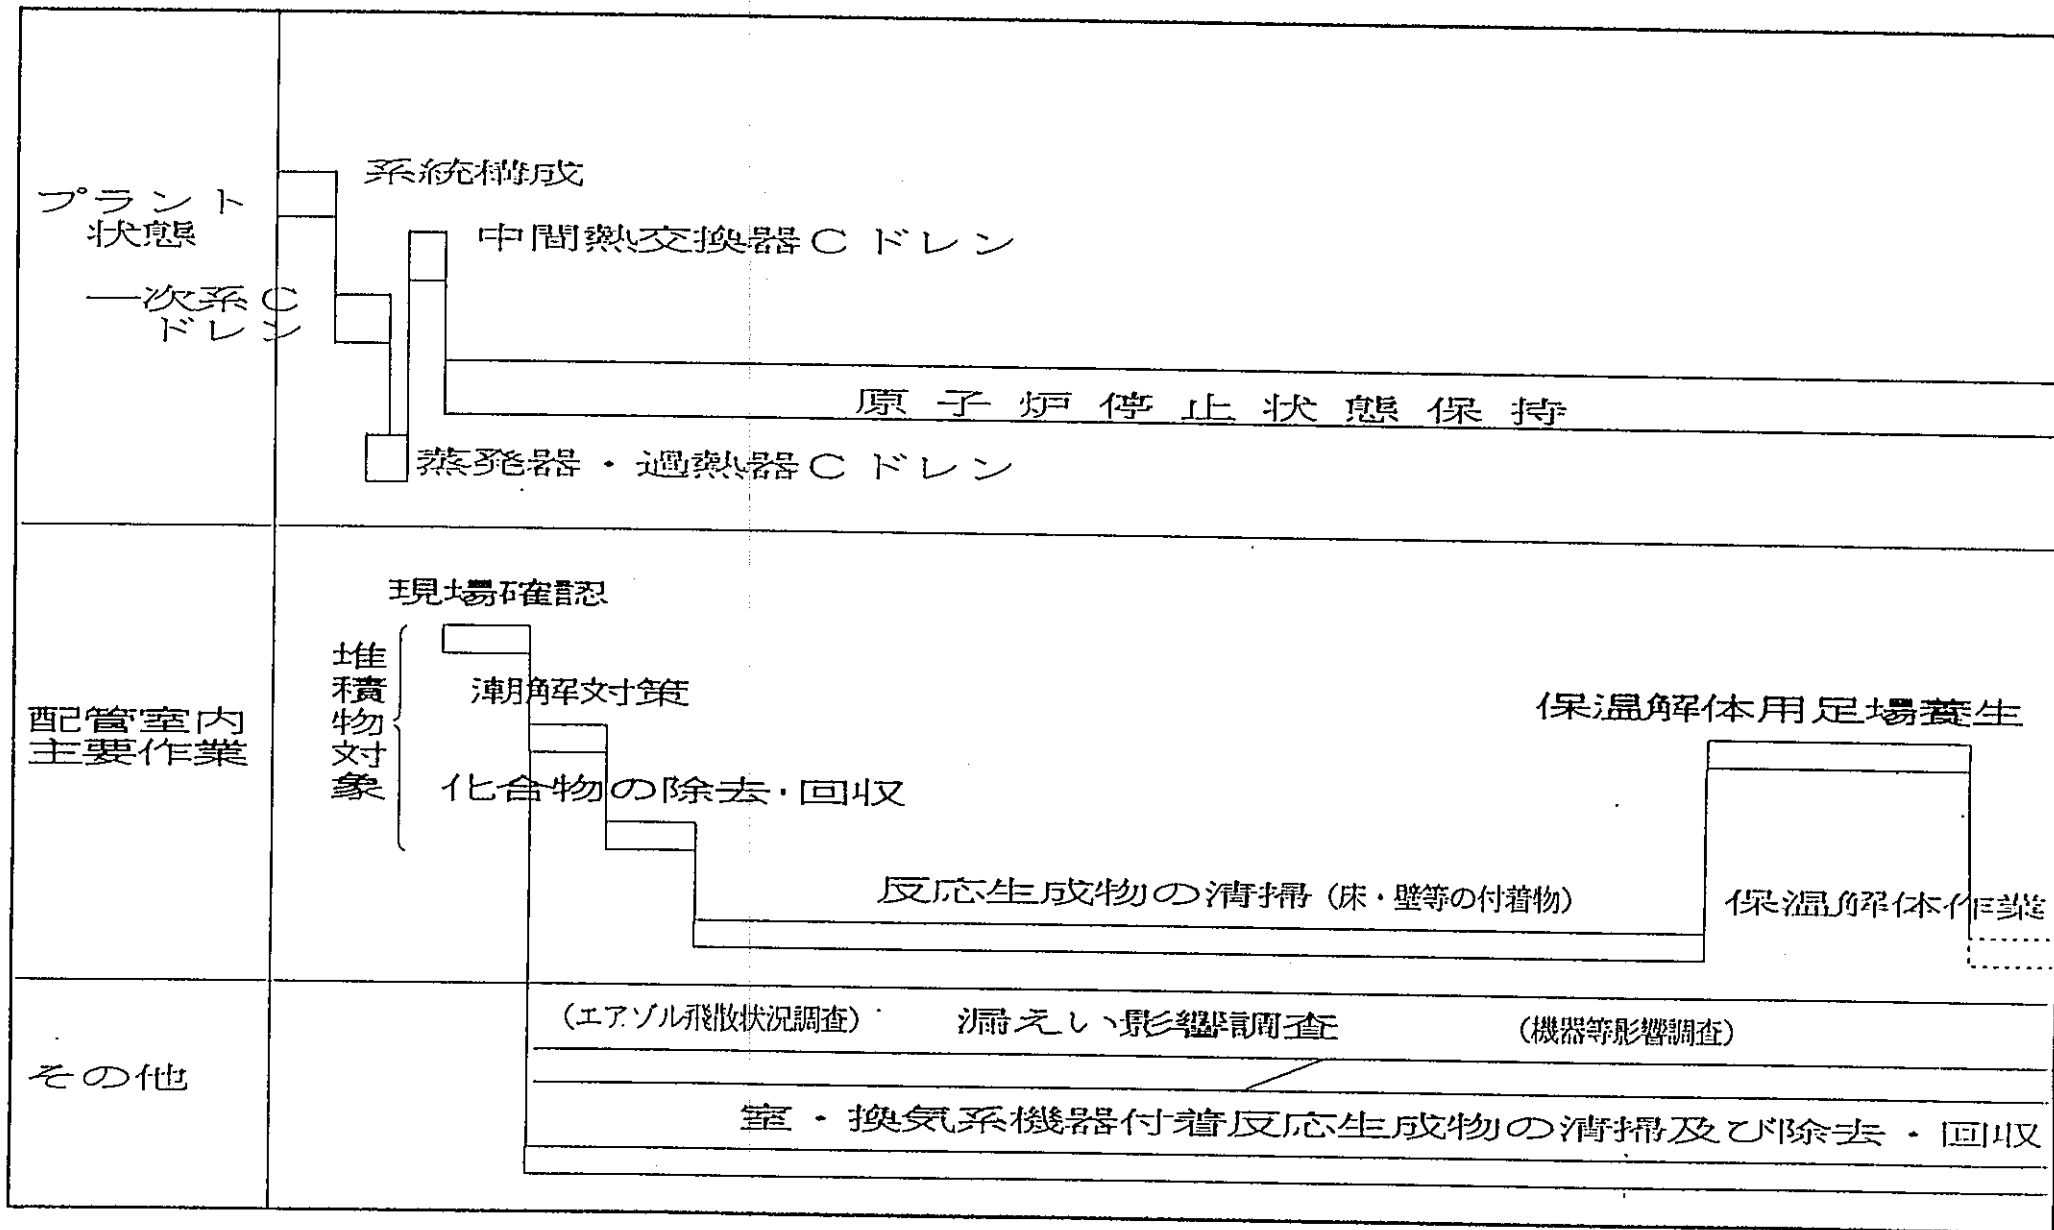 プラント
状態
系統構成
中間熱交換器Cドレン
一次系C
ドレン
原子炉停止状態保持
蒸発器・過熱器Cドレン
配管室内
主要作業
現場確認
堆積物対象
潮解対策
化合物の除去・回収
反応生成物の清掃（床・壁等の付着物）
保温解体用足場養生
保温解体作業
その他
（エアゾル飛散状況調査）
漏えい影響調査
（機器等影響調査）
室・換気系機器付着反応生成物の清掃及び除去・回収